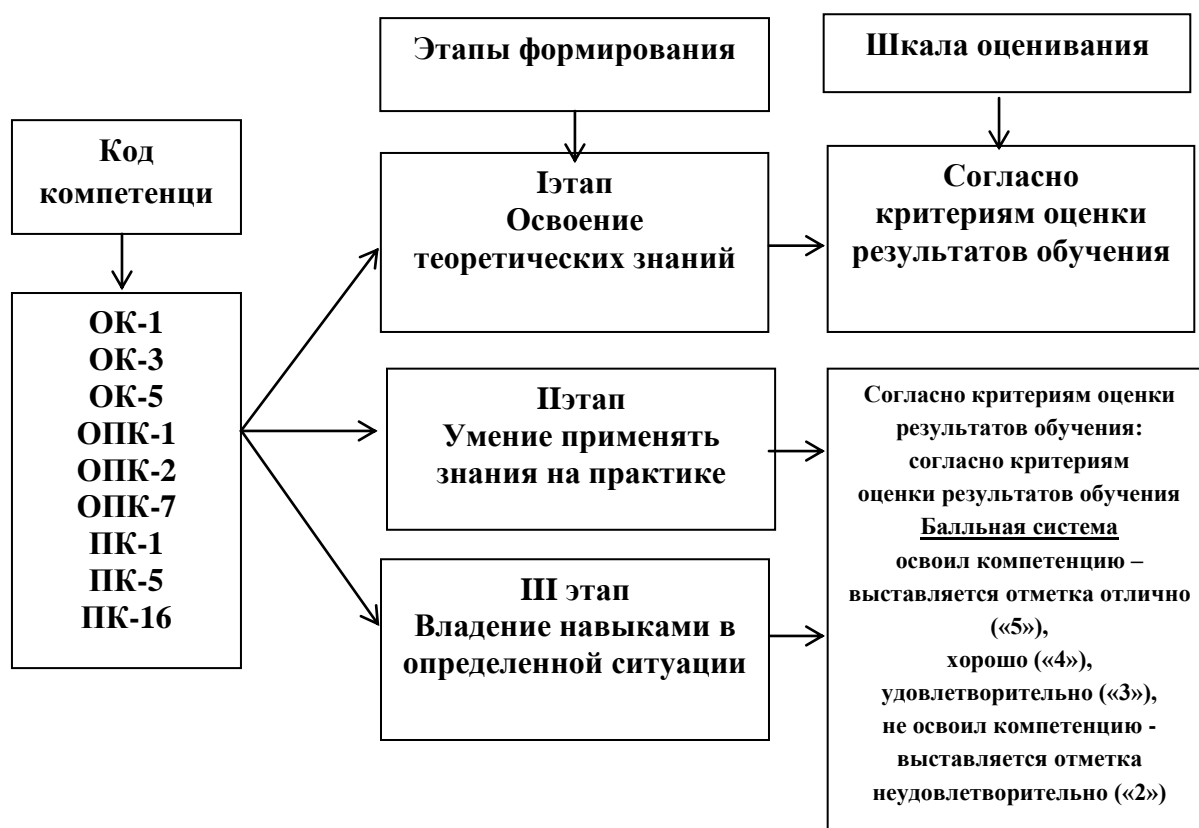 Этапы формирования
Шкала оценивания
Код
компетенци
Iэтап
Освоение
теоретических знаний
Согласно
критериям оценки
результатов обучения
ОК-1
ОК-3
ОК-5
ОПК-1
ОПК-2
ОПК-7
ПК-1
ПК-5
ПК-16
IIэтап
Умение применять
знания на практике
III этап
Владение навыками в
определенной ситуации
Согласно критериям оценки
результатов обучения:
согласно критериям
оценки результатов обучения
Балльная система
освоил компетенцию –
выставляется отметка отлично
(«5»),
хорошо («4»),
удовлетворительно («3»),
не освоил компетенцию -
выставляется отметка
неудовлетворительно («2»)